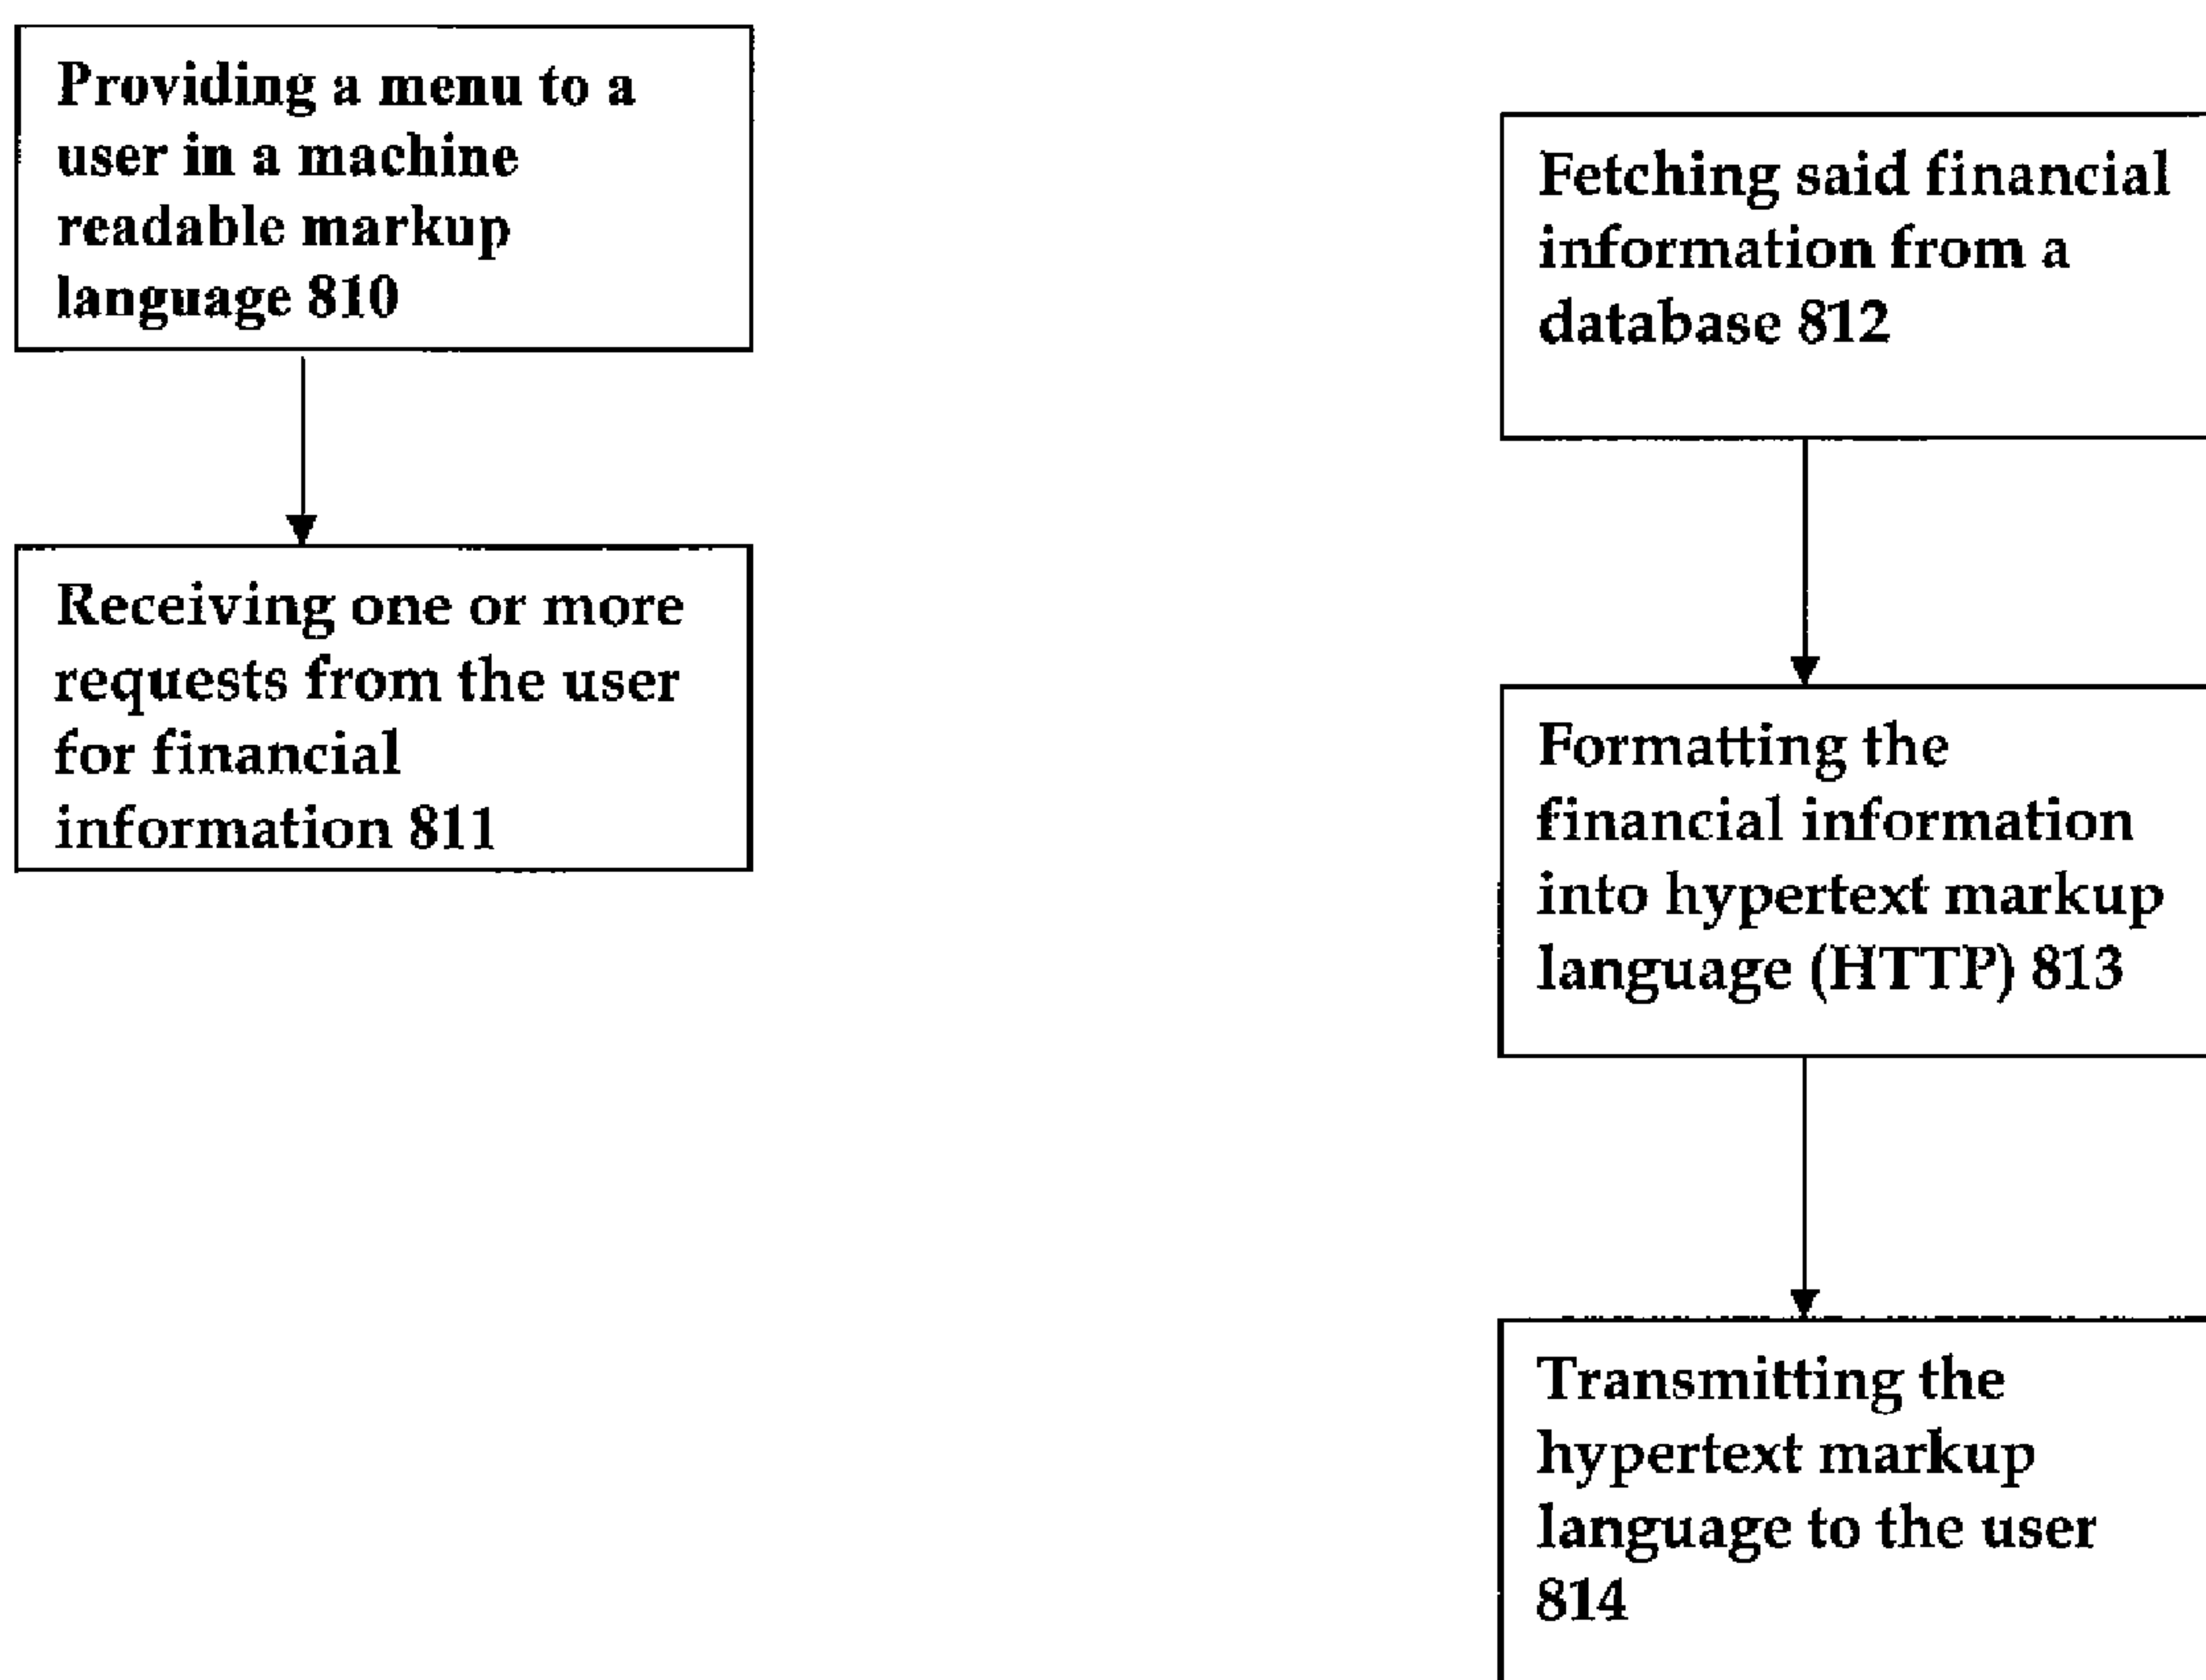 Providing a menu to a
user in a machine
readable markup
language 810
Receiving one or more
requests from the user
for financial
information 811
Fetching said financial
information from a
database 812
Formatting the
financial information
into hypertext markup
language (HTTP) 813
Transmitting the
hypertext markup
language to the user
814